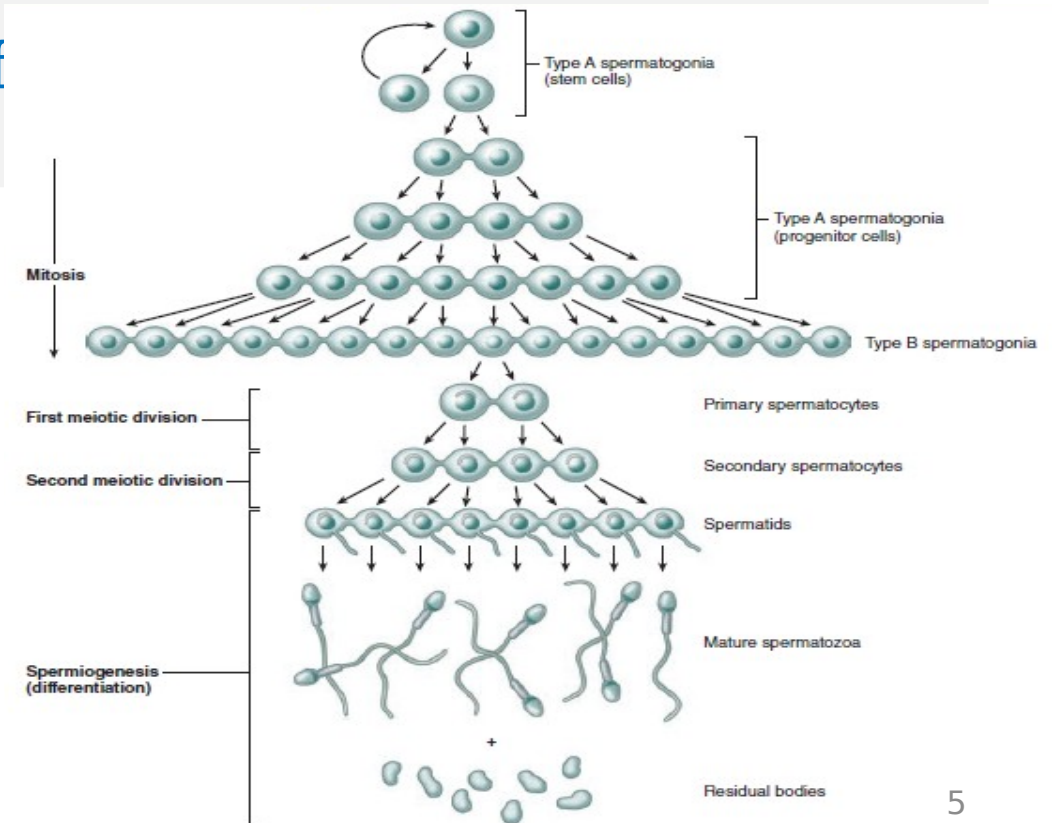 Type A spermatogonia
(stem cells)
Type A spermatogonia
(progenitor cells)
Mitosis
Type B spermatogonia
First meiotic division
Primary spermatocytes
Second meiotic division
Secondary spermatocytes
Spermatids
Mature spermatozoa
Spermiogenesis
(differentiation)
+
Residual bodies
5